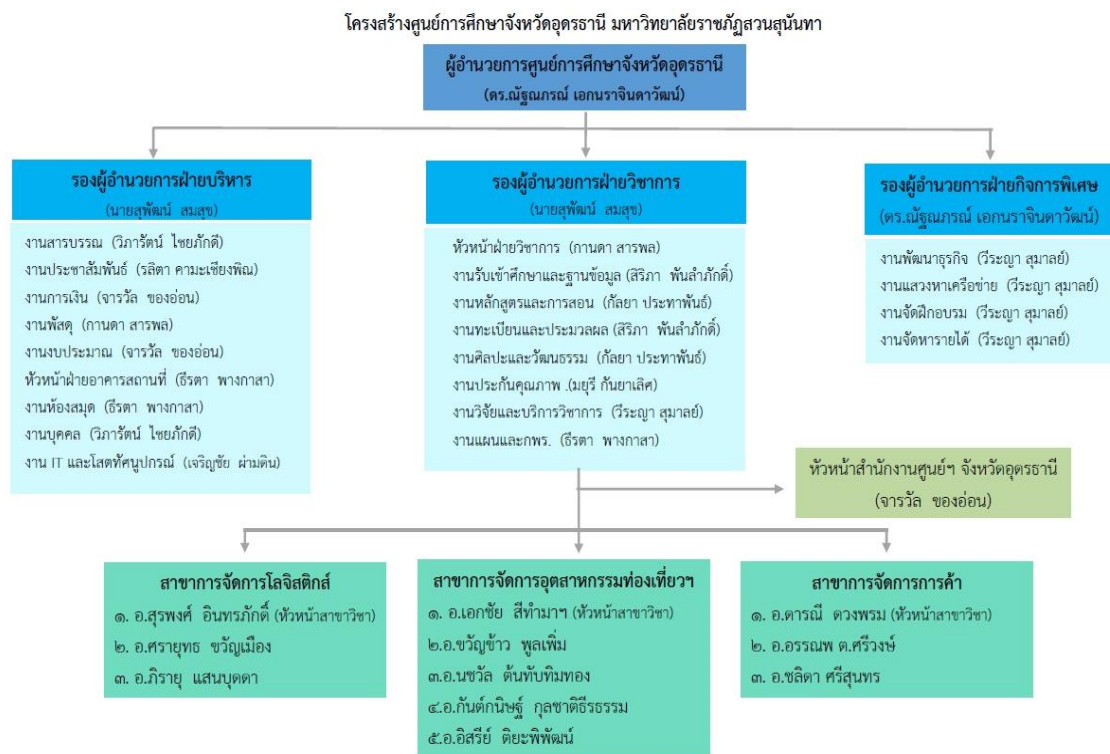 โครงสร้างศูนย์การศึกษาจังหวัดอุดรธานี มหาวิทยาลัยราชภัฏสวนสุนันทา
ผู้อำนวยการศูนย์การศึกษาจังหวัดอุดรธานี
(ดร.ณัฐณภรณ์ เอกนราจินดาวัฒน์)
รองผู้อำนวยการฝ่ายบริหาร
(นายสุพัฒน์ สมสุข)
งานสารบรรณ (วิภารัตน์ ไชยภักดี)
งานประชาสัมพันธ์ (รลิตา คามะเชียงพิณ)
งานการเงิน (จารวัล ของอ่อน)
งานพัสดุ (กานดา สารพล)
งานงบประมาณ (จารวัล ของอ่อน)
หัวหน้าฝ่ายอาคารสถานที่ (ธีรตา พางกาสา)
งานห้องสมุด (ธีรตา พางกาสา)
งานบุคคล (วิภารัตน์ ไชยภักดี)
งาน IT และโสตทัศนูปกรณ์ (เจริญชัย ผ่ามดิน)
รองผู้อำนวยการฝ่ายวิชาการ
(นายสุพัฒน์ สมสุข)
หัวหน้าฝ่ายวิชาการ (กานดา สารพล)
งานรับเข้าศึกษาและฐานข้อมูล (สิริภา พันลำภักดิ์)
งานหลักสูตรและการสอน (กัลยา ประทาพันธ์)
งานทะเบียนและประมวลผล (สิริภา พันลำภักดิ์)
งานศิลปะและวัฒนธรรม (กัลยา ประทาพันธ์)
งานประกันคุณภาพ .(มยุรี กันยาเลิศ)
งานวิจัยและบริการวิชาการ (วีระญา สุมาลย์)
งานแผนและกพร. (ธีรตา พางกาสา)
รองผู้อำนวยการฝ่ายกิจการพิเศษ
(ดร.ณัฐณภรณ์ เอกนราจินดาวัฒน์)
งานพัฒนาธุรกิจ (วีระญา สุมาลย์)
งานแสวงหาเครือข่าย (วีระญา สุมาลย์)
งานจัดฝึกอบรม (วีระญา สุมาลย์)
งานจัดหารายได้ (วีระญา สุมาลย์)
หัวหน้าสำนักงานศูนย์ฯ จังหวัดอุดรธานี
(จารวัล ของอ่อน)
สาขาการจัดการโลจิสติกส์
๑. อ.สุรพงศ์ อินทรภักดิ์ (หัวหน้าสาขาวิชา)
๒. อ.ศรายุทธ ขวัญเมือง
๓. อ.ภิรายุ แสนบุดดา
สาขาการจัดการอุตสาหกรรมท่องเที่ยวฯ
๑. อ.เอกชัย สีทำมาฯ (หัวหน้าสาขาวิชา)
๒.อ.ขวัญข้าว พูลเพิ่ม
๓.อ.นชวัล ต้นทับทิมทอง
๔.อ.กันต์กนิษฐ์ กุลชาติธีรธรรม
๕.อ.อิสรีย์ ติยะพิพัฒน์
สาขาการจัดการการค้า
๑. อ.ดารณี ดวงพรม (หัวหน้าสาขาวิชา)
๒. อ.อรรณพ ต.ศรีวงษ์
๓. อ.ชลิดา ศรีสุนทร